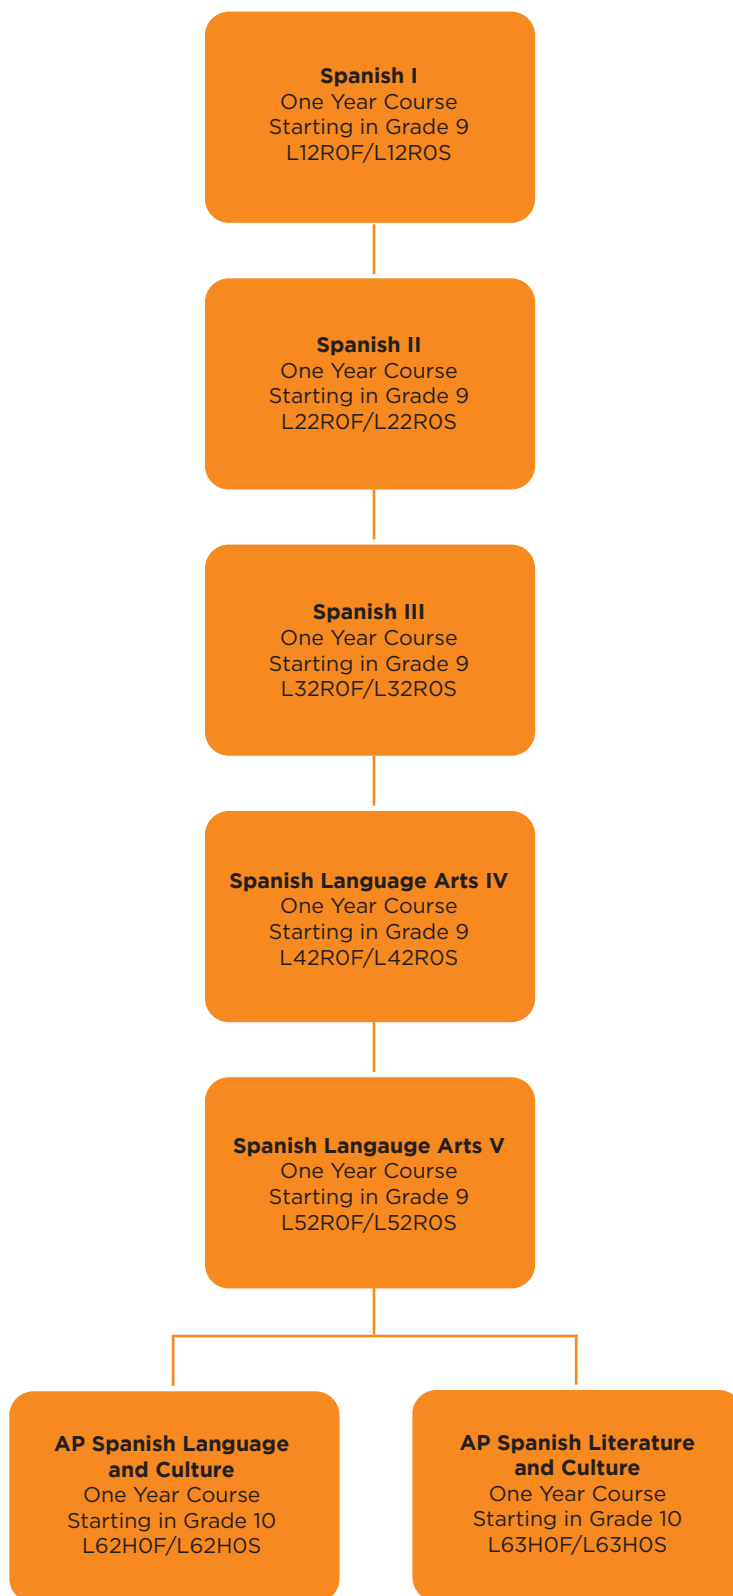 Spanish I
One Year Course
Starting in Grade 9
L12R0F/L12R0S
Spanish II
One Year Course
Starting in Grade 9
L22R0F/L22R0S
Spanish III
One Year Course
Starting in Grade 9
L32R0F/L32R0S
Spanish Language Arts IV
One Year Course
Starting in Grade 9
L42R0F/L42R0S
Spanish Langauge Arts V
One Year Course
Starting in Grade 9
L52R0F/L52R0S
AP Spanish Language
and Culture
One Year Course
Starting in Grade 10
L62H0F/L62H0S
AP Spanish Literature
and Culture
One Year Course
Starting in Grade 10
L63H0F/L63H0S